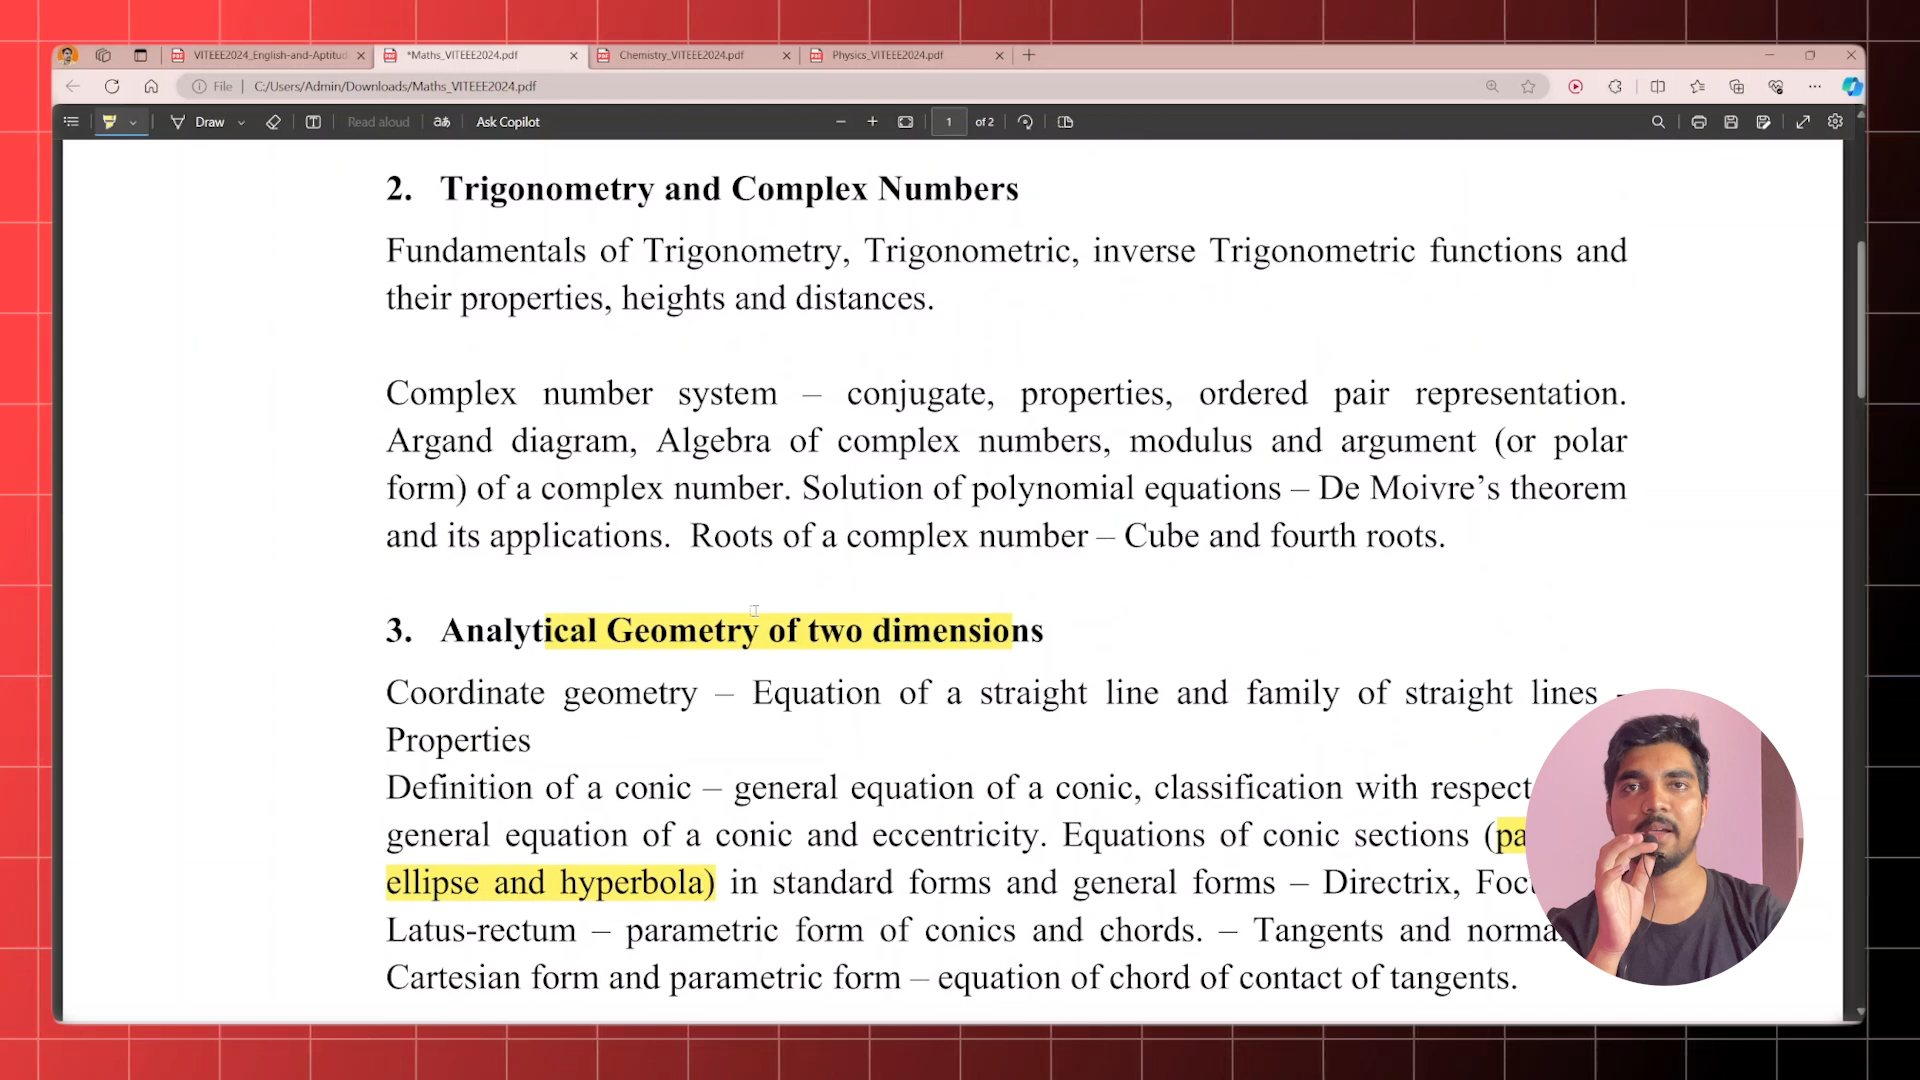 VITEEE2024_English-and-Aptitud
*Maths_VITEEE2024.pdf
Chemistry_VITEEE2024.pdf
Physics_VITEEE2024.pdf
File
C:/Users/Admin/Downloads/Maths_VITEEE2024.pdf
Draw
Read aloud
aあ
Ask Copilot
1
of 2
2. Trigonometry and Complex Numbers
Fundamentals of Trigonometry, Trigonometric, inverse Trigonometric functions and
their properties, heights and distances.
Complex number system – conjugate, properties, ordered pair representation.
Argand diagram, Algebra of complex numbers, modulus and argument (or polar
form) of a complex number. Solution of polynomial equations – De Moivre’s theorem
and its applications. Roots of a complex number – Cube and fourth roots.
3. Analytical Geometry of two dimensions
Coordinate geometry – Equation of a straight line and family of straight lines -
Properties
Definition of a conic – general equation of a conic, classification with respect
general equation of a conic and eccentricity. Equations of conic sections (pa
ellipse and hyperbola) in standard forms and general forms – Directrix, Foc
Latus-rectum – parametric form of conics and chords. – Tangents and norma
Cartesian form and parametric form – equation of chord of contact of tangents.